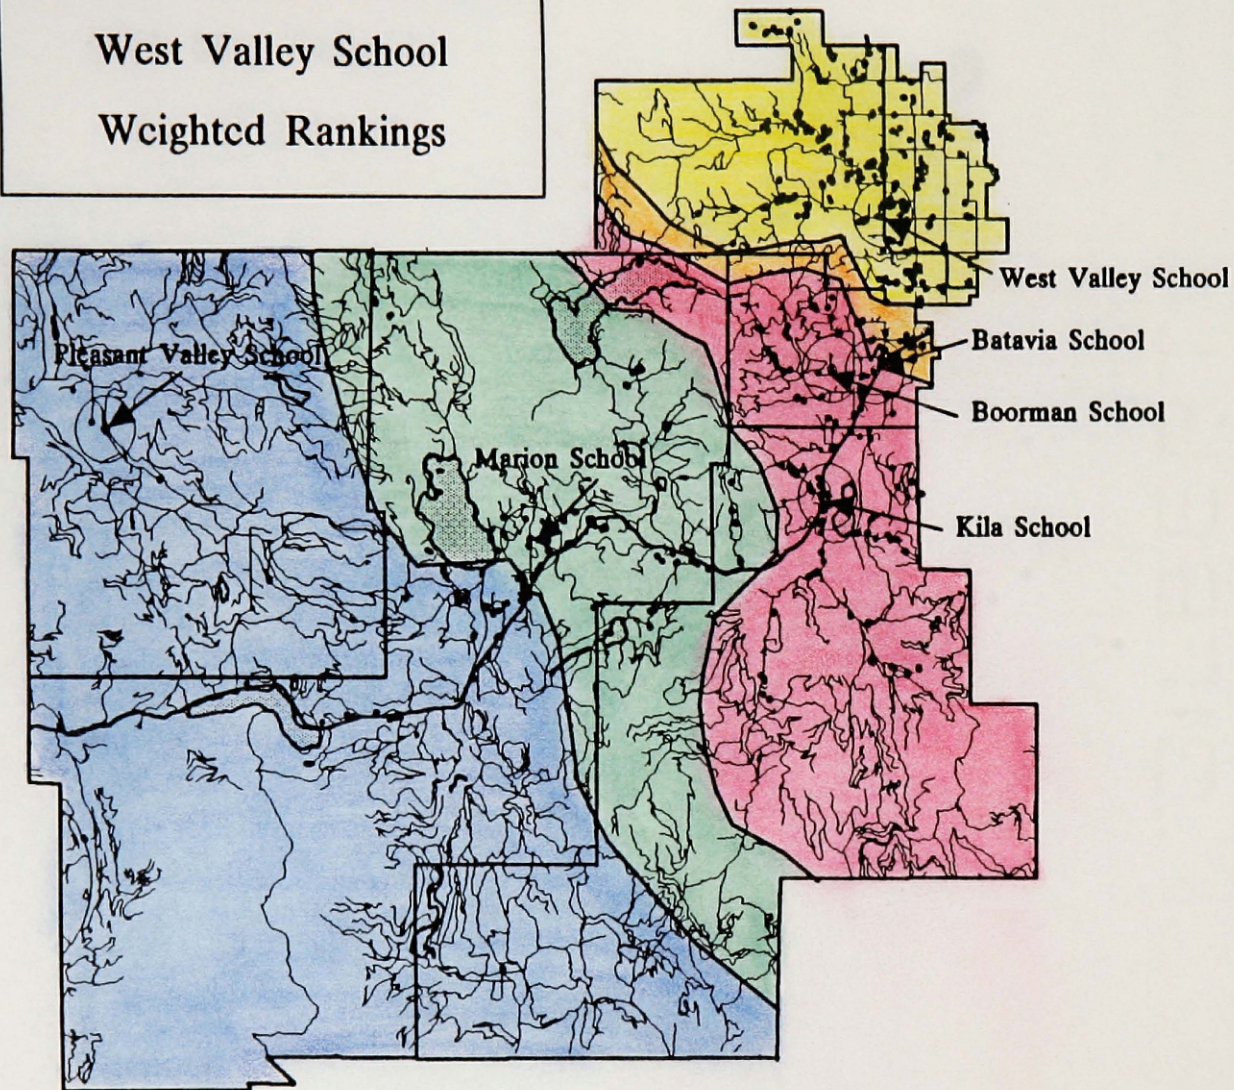 West Valley School
Weighted Rankings
West Valley School
Pleasant Valley School
Batavia School
Boorman School
Marion School
Kila School